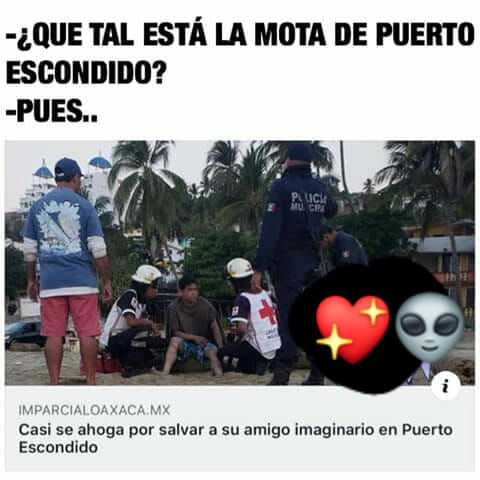 -¿QUE TAL ESTÁ LA MOTA DE PUERTO
ESCONDIDO?
-PUES..
POLICIA
MUNICIPAL
i
IMPARCIALOAXACA.MX
Casi se ahoga por salvar a su amigo imaginario en Puerto
Escondido